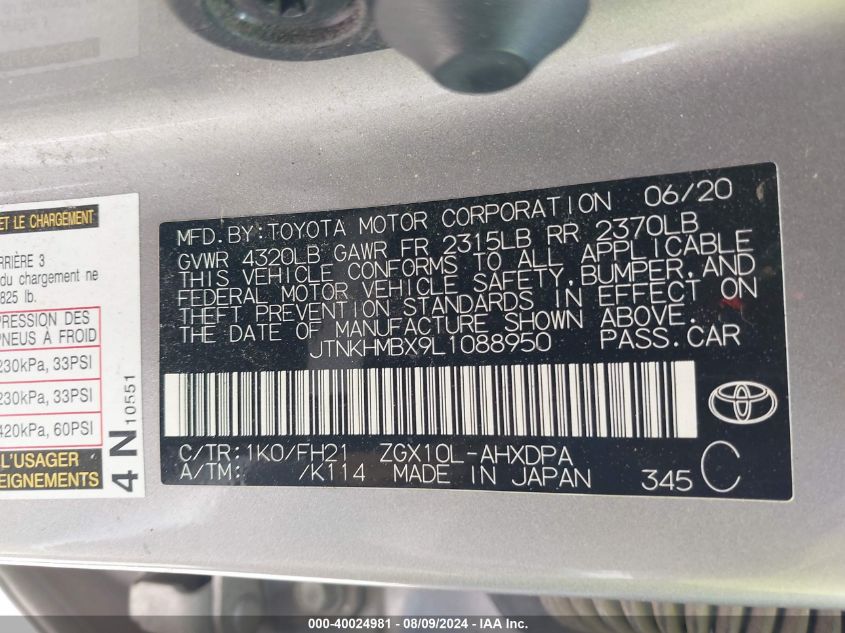 ET LE CHARGEMENT
RRIÈRE 3
du chargement ne
825 lb.
PRESSION DES
PNEUS À FROID
230kPa, 33PSI
230kPa, 33PSI
420kPa, 60PSI
L'USAGER
EIGNEMENTS
4 N 10551
MFD. BY: TOYOTA MOTOR CORPORATION 06/20
GVWR 4320LB GAWR FR 2315LB RR 2370LB
THIS VEHICLE CONFORMS TO ALL APPLICABLE
FEDERAL MOTOR VEHICLE SAFETY, BUMPER, AND
THEFT PREVENTION STANDARDS IN EFFECT ON
THE DATE OF MANUFACTURE SHOWN ABOVE.
JTNKHMBX9L1088950 PASS. CAR
C/TR: 1K0/FH21 ZGX10L-AHXDPA
A/TM: /K114 MADE IN JAPAN 345 C
000-40024981 - 08/09/2024 - IAA Inc.